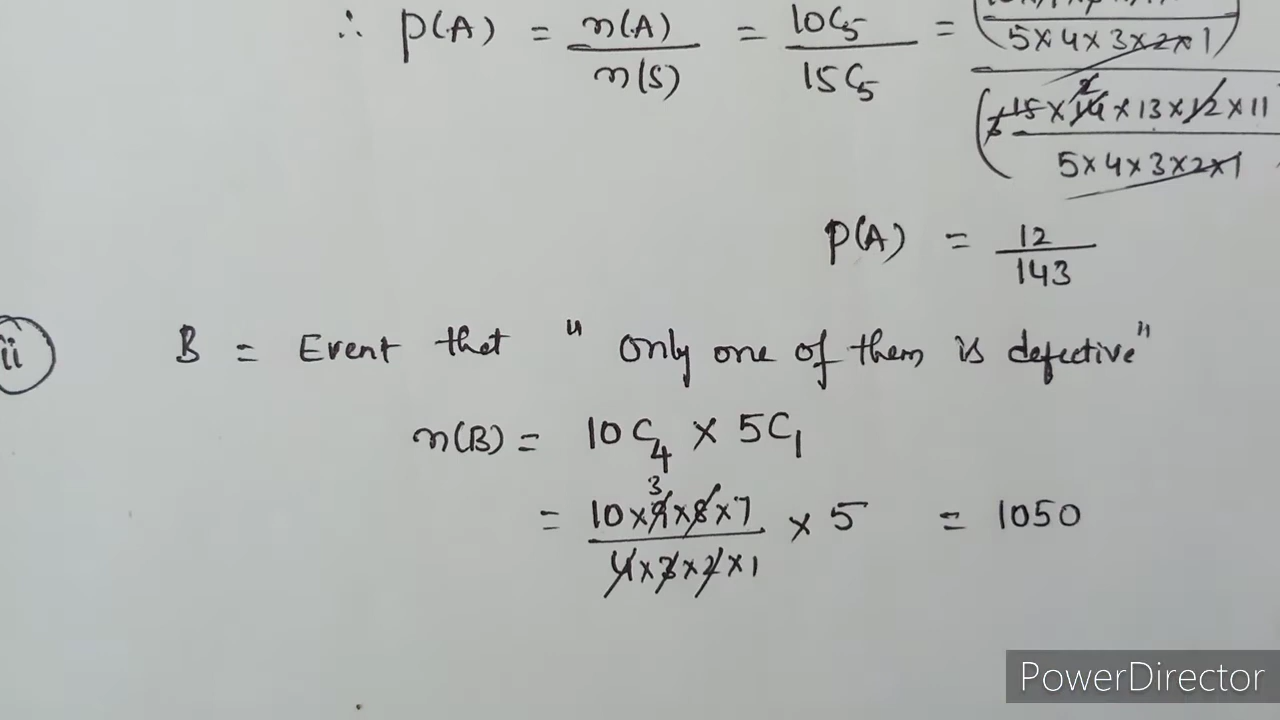 ∴ P(A) = n(A)/n(S) = 10C5/15C5 =
5×4×3×2×1
15×14×13×12×11
5×4×3×2×1
P(A) = 12/143
ii B = Event that "only one of them is defective"
n(B) = 10C4 × 5C1
= 10×9×8×7/4×3×2×1 × 5 = 1050
3
PowerDirector